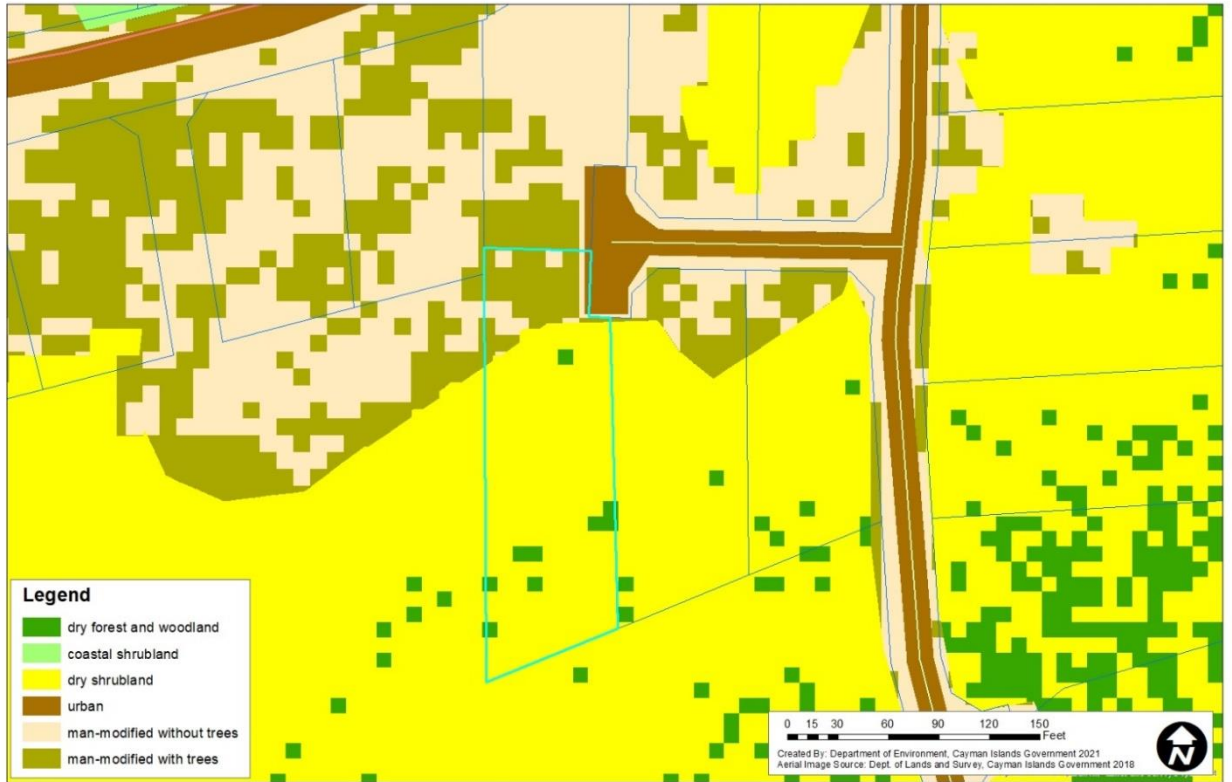 Legend
dry forest and woodland
coastal shrubland
dry shrubland
urban
man-modified without trees
man-modified with trees
0 15 30 60 90 120 150
Feet
Created By: Department of Environment, Cayman Islands Government 2021
Aerial Image Source: Dept. of Lands and Survey, Cayman Islands Government 2018
N